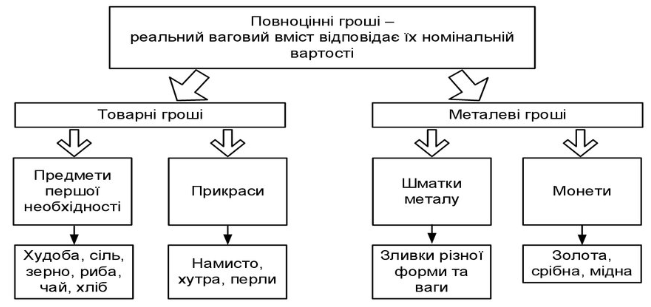 Повноцінні гроші –
реальний ваговий вміст відповідає їх номінальній
вартості
Товарні гроші
Металеві гроші
Предмети
першої
необхідності
Прикраси
Шматки
металу
Монети
Худоба, сіль,
зерно, риба,
чай, хліб
Намисто,
хутра, перли
Зливки різної
форми та
ваги
Золота,
срібна, мідна